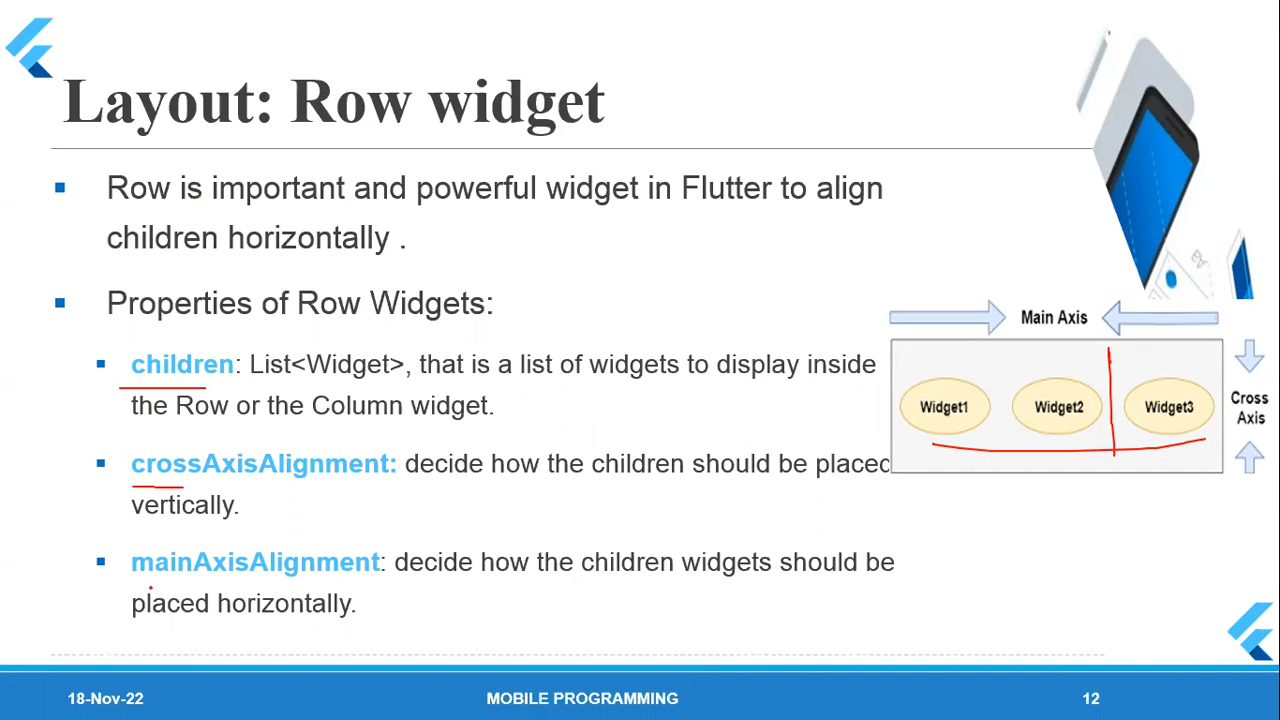 Layout: Row widget
Row is important and powerful widget in Flutter to align
children horizontally .
Properties of Row Widgets:
children: List<Widget>, that is a list of widgets to display inside
the Row or the Column widget.
crossAxisAlignment: decide how the children should be placed
vertically.
mainAxisAlignment: decide how the children widgets should be
placed horizontally.
Aa
Main Axis
Widget1 Widget2 Widget3
Cross
Axis
18-Nov-22 MOBILE PROGRAMMING 12